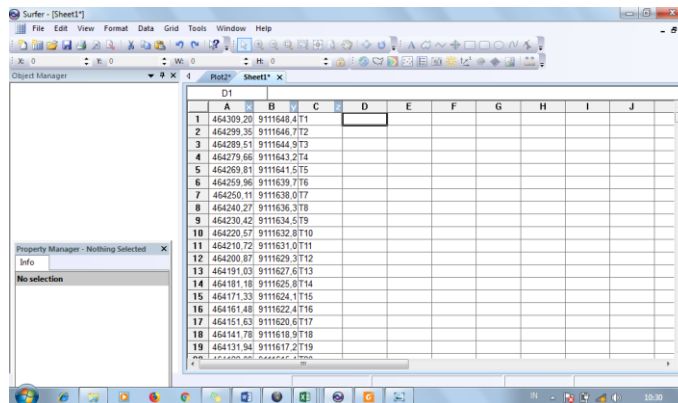 Surfer - [Sheet1*]
File Edit View Format Data Grid Tools Window Help
X: 0 Y: 0 W: 0 H: 0
Object Manager
Plot2* Sheet1*
D1
A x B y C z D E F G H I J
1 464309,20 9111648,4 T1
2 464299,35 9111646,7 T2
3 464289,51 9111644,9 T3
4 464279,66 9111643,2 T4
5 464269,81 9111641,5 T5
6 464259,96 9111639,7 T6
7 464250,11 9111638,0 T7
8 464240,27 9111636,3 T8
9 464230,42 9111634,5 T9
10 464220,57 9111632,8 T10
11 464210,72 9111631,0 T11
12 464200,87 9111629,3 T12
13 464191,03 9111627,6 T13
14 464181,18 9111625,8 T14
15 464171,33 9111624,1 T15
16 464161,48 9111622,4 T16
17 464151,63 9111620,6 T17
18 464141,78 9111618,9 T18
19 464131,94 9111617,2 T19
Property Manager - Nothing Selected
Info
No selection
IN
10:30